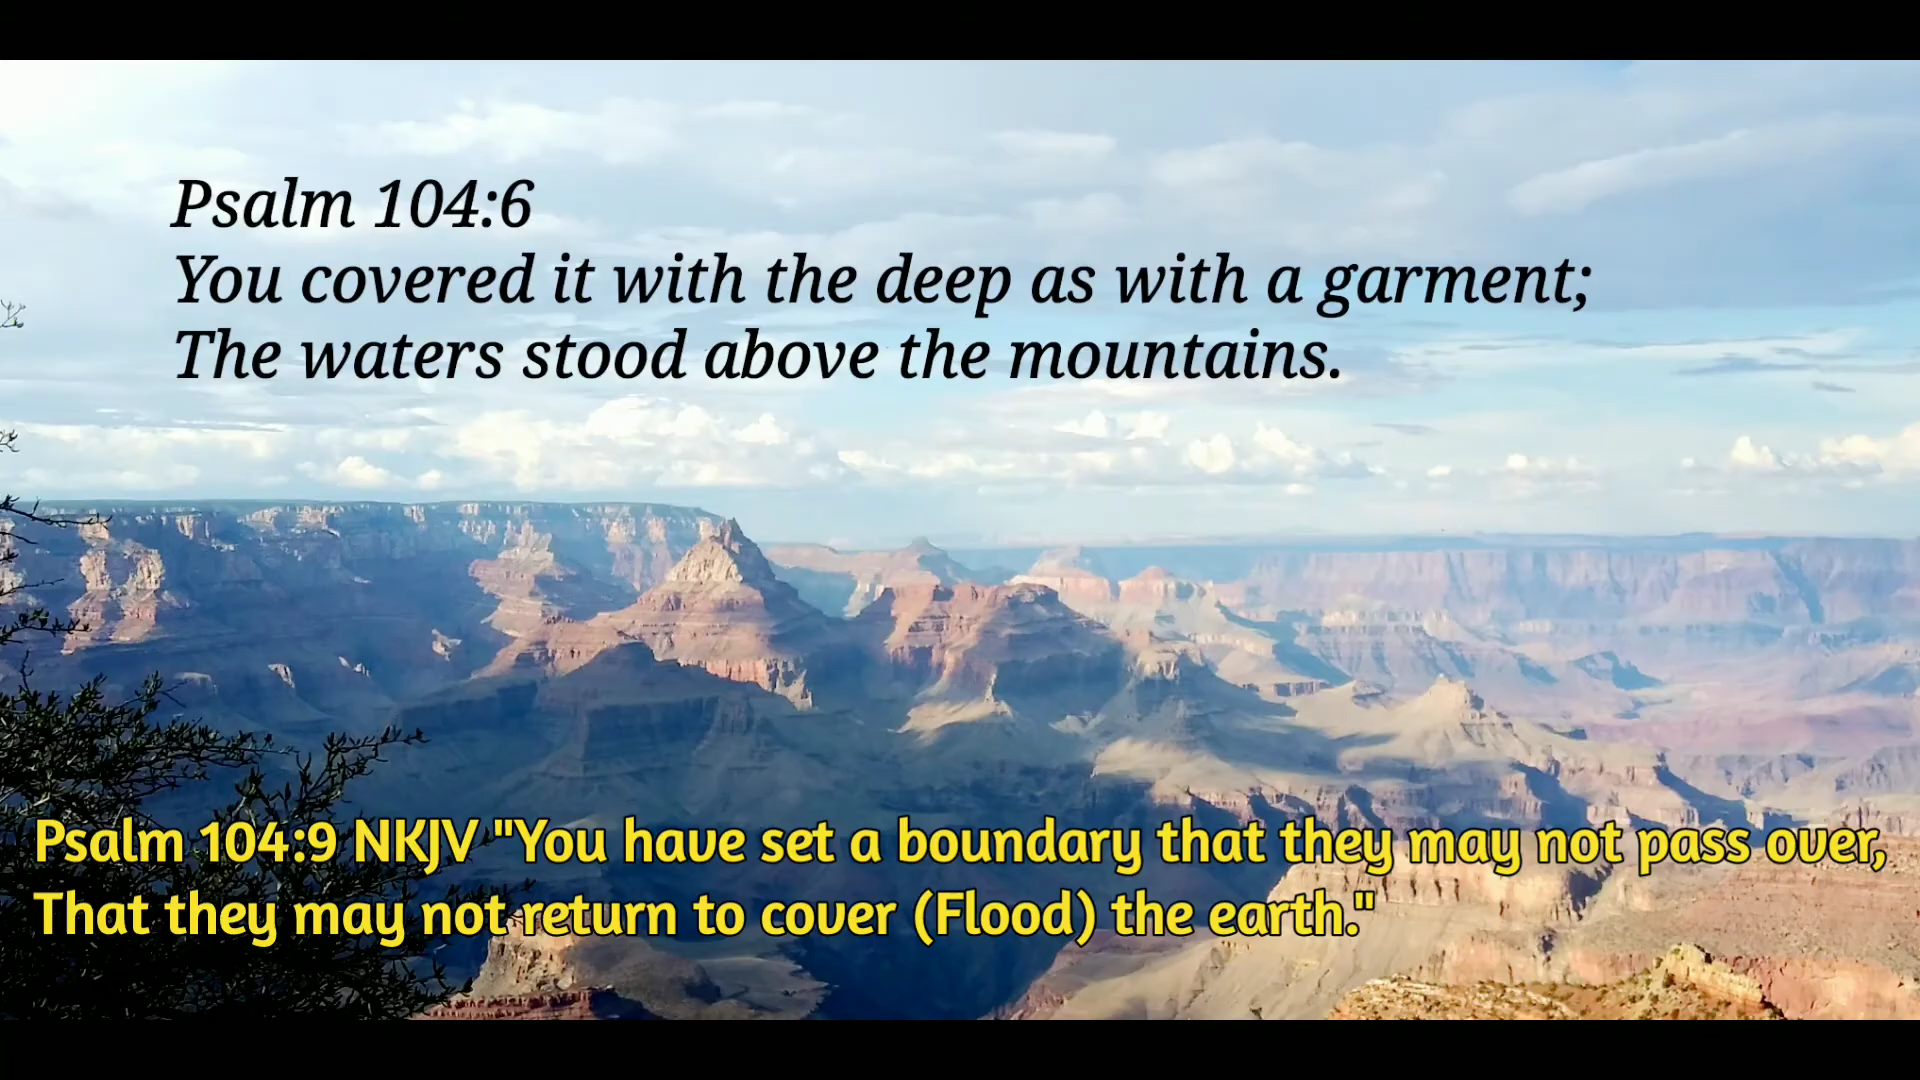 Psalm 104:6
You covered it with the deep as with a garment;
The waters stood above the mountains.
Psalm 104:9 NKJV "You have set a boundary that they may not pass over,
That they may not return to cover (Flood) the earth."